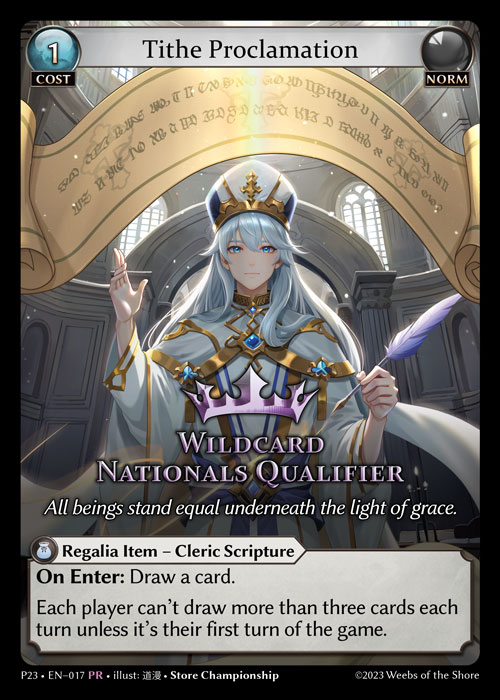 1
COST
Tithe Proclamation
NORM
WILDCARD
NATIONALS QUALIFIER
All beings stand equal underneath the light of grace.
Regalia Item – Cleric Scripture
On Enter: Draw a card.
Each player can't draw more than three cards each
turn unless it's their first turn of the game.
P23 • EN–017 PR • illust: 道漫 • Store Championship
©2023 Weebs of the Shore